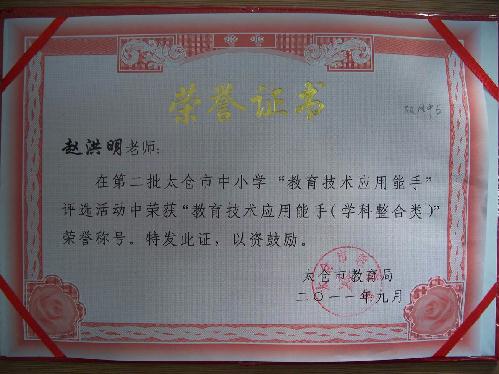 荣誉证书
赵洪明老师:
在第二批太仓市中小学“教育技术应用能手”
评选活动中荣获“教育技术应用能手(学科整合类)”
荣誉称号。特发此证,以资鼓励。
太仓市教育局
二〇一一年九月